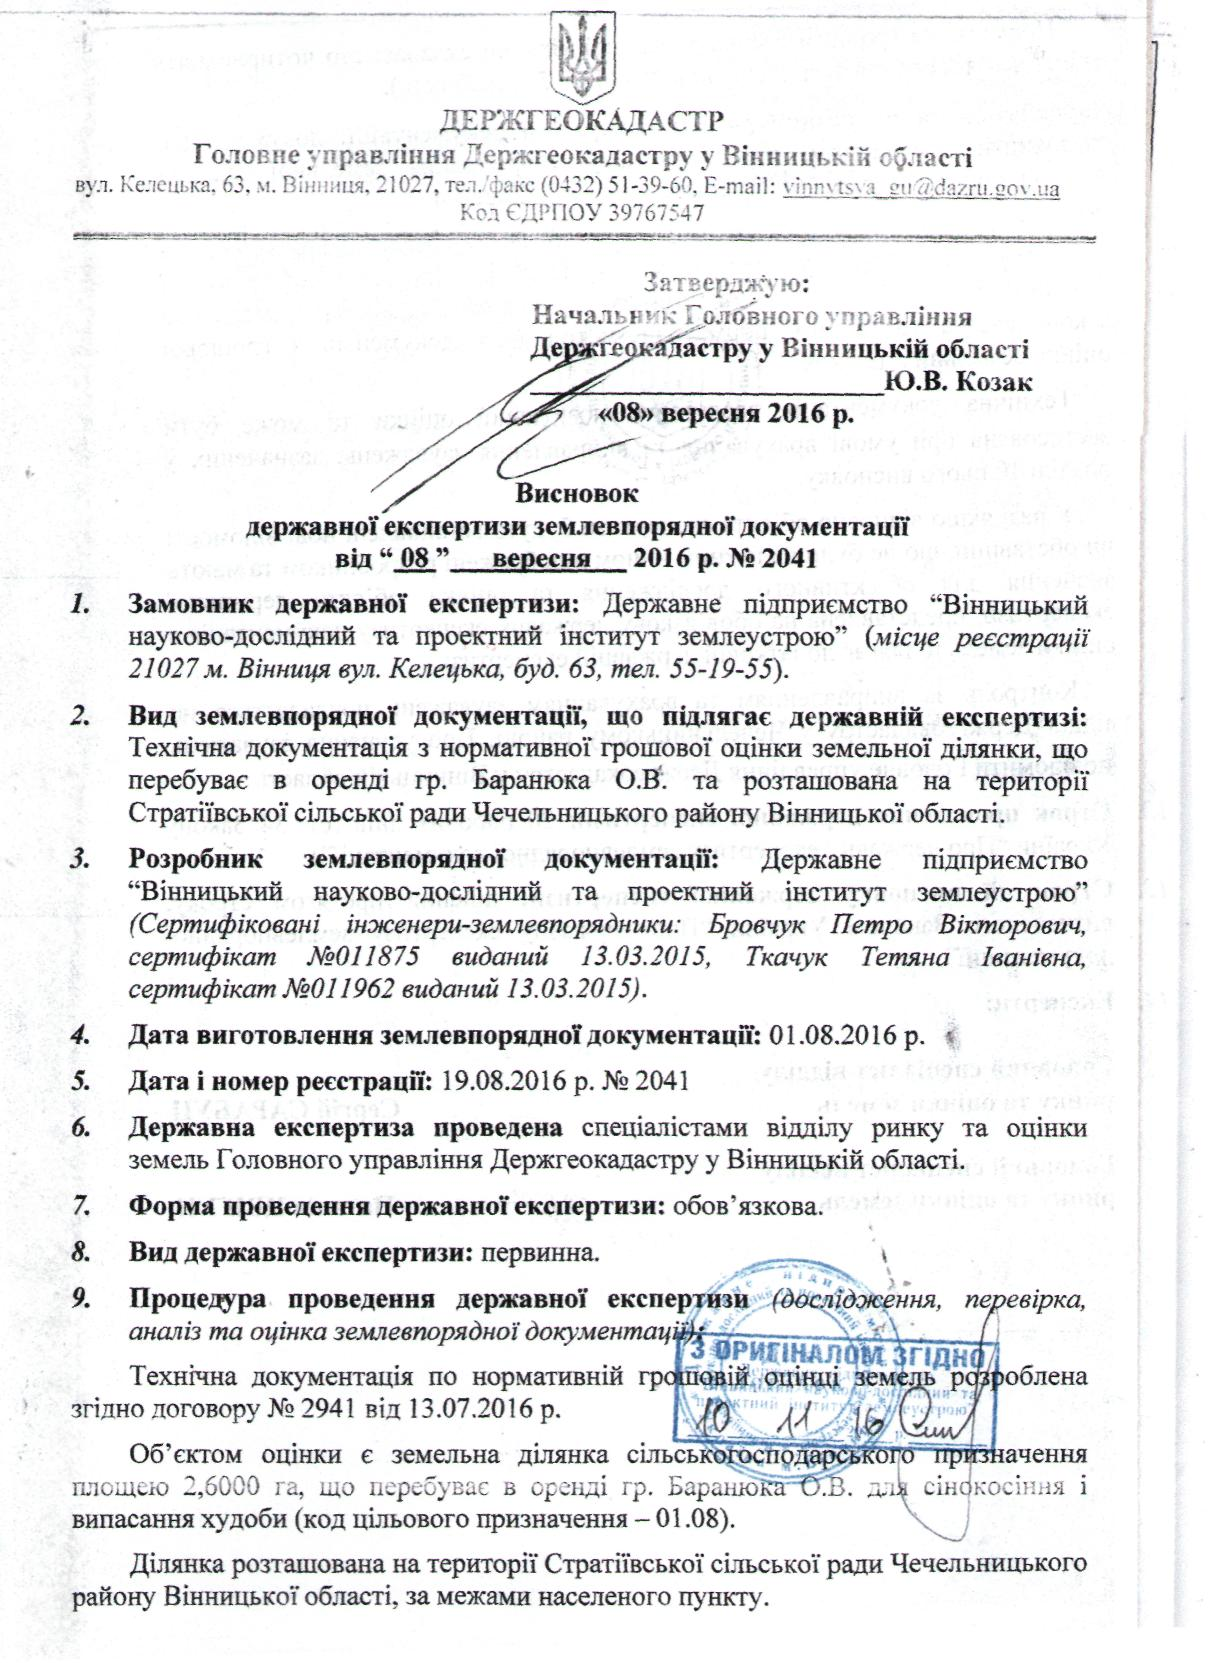 ДЕРЖГЕОКАДАСТР
Головне управління Держгеокадастру у Вінницькій області
вул. Келецька, 63, м. Вінниця, 21027, тел./факс (0432) 51-39-60, E-mail: vinnytsya_gu@dazru.gov.ua
Код ЄДРПОУ 39767547
Затверджую:
Начальник Головного управління
Держгеокадастру у Вінницькій області
Ю.В. Козак
«08» вересня 2016 р.
Висновок
державної експертизи землевпорядної документації
від “ 08 ” вересня 2016 р. № 2041
1. Замовник державної експертизи: Державне підприємство “Вінницький
науково-дослідний та проектний інститут землеустрою” (місце реєстрації
21027 м. Вінниця вул. Келецька, буд. 63, тел. 55-19-55).
2. Вид землевпорядної документації, що підлягає державній експертизі:
Технічна документація з нормативної грошової оцінки земельної ділянки, що
перебуває в оренді гр. Баранюка О.В. та розташована на території
Стратіївської сільської ради Чечельницького району Вінницької області.
3. Розробник землевпорядної документації: Державне підприємство
“Вінницький науково-дослідний та проектний інститут землеустрою”
(Сертифіковані інженери-землевпорядники: Бровчук Петро Вікторович,
сертифікат №011875 виданий 13.03.2015, Ткачук Тетяна Іванівна,
сертифікат №011962 виданий 13.03.2015).
4. Дата виготовлення землевпорядної документації: 01.08.2016 р.
5. Дата і номер реєстрації: 19.08.2016 р. № 2041
6. Державна експертиза проведена спеціалістами відділу ринку та оцінки
земель Головного управління Держгеокадастру у Вінницькій області.
7. Форма проведення державної експертизи: обов’язкова.
8. Вид державної експертизи: первинна.
9. Процедура проведення державної експертизи (дослідження, перевірка,
аналіз та оцінка землевпорядної документації):
З ОРИГІНАЛОМ ЗГІДНО
Технічна документація по нормативній грошовій оцінці земель розроблена
згідно договору № 2941 від 13.07.2016 р.
10 11 16
Об’єктом оцінки є земельна ділянка сільськогосподарського призначення
площею 2,6000 га, що перебуває в оренді гр. Баранюка О.В. для сінокосіння і
випасання худоби (код цільового призначення – 01.08).
Ділянка розташована на території Стратіївської сільської ради Чечельницького
району Вінницької області, за межами населеного пункту.